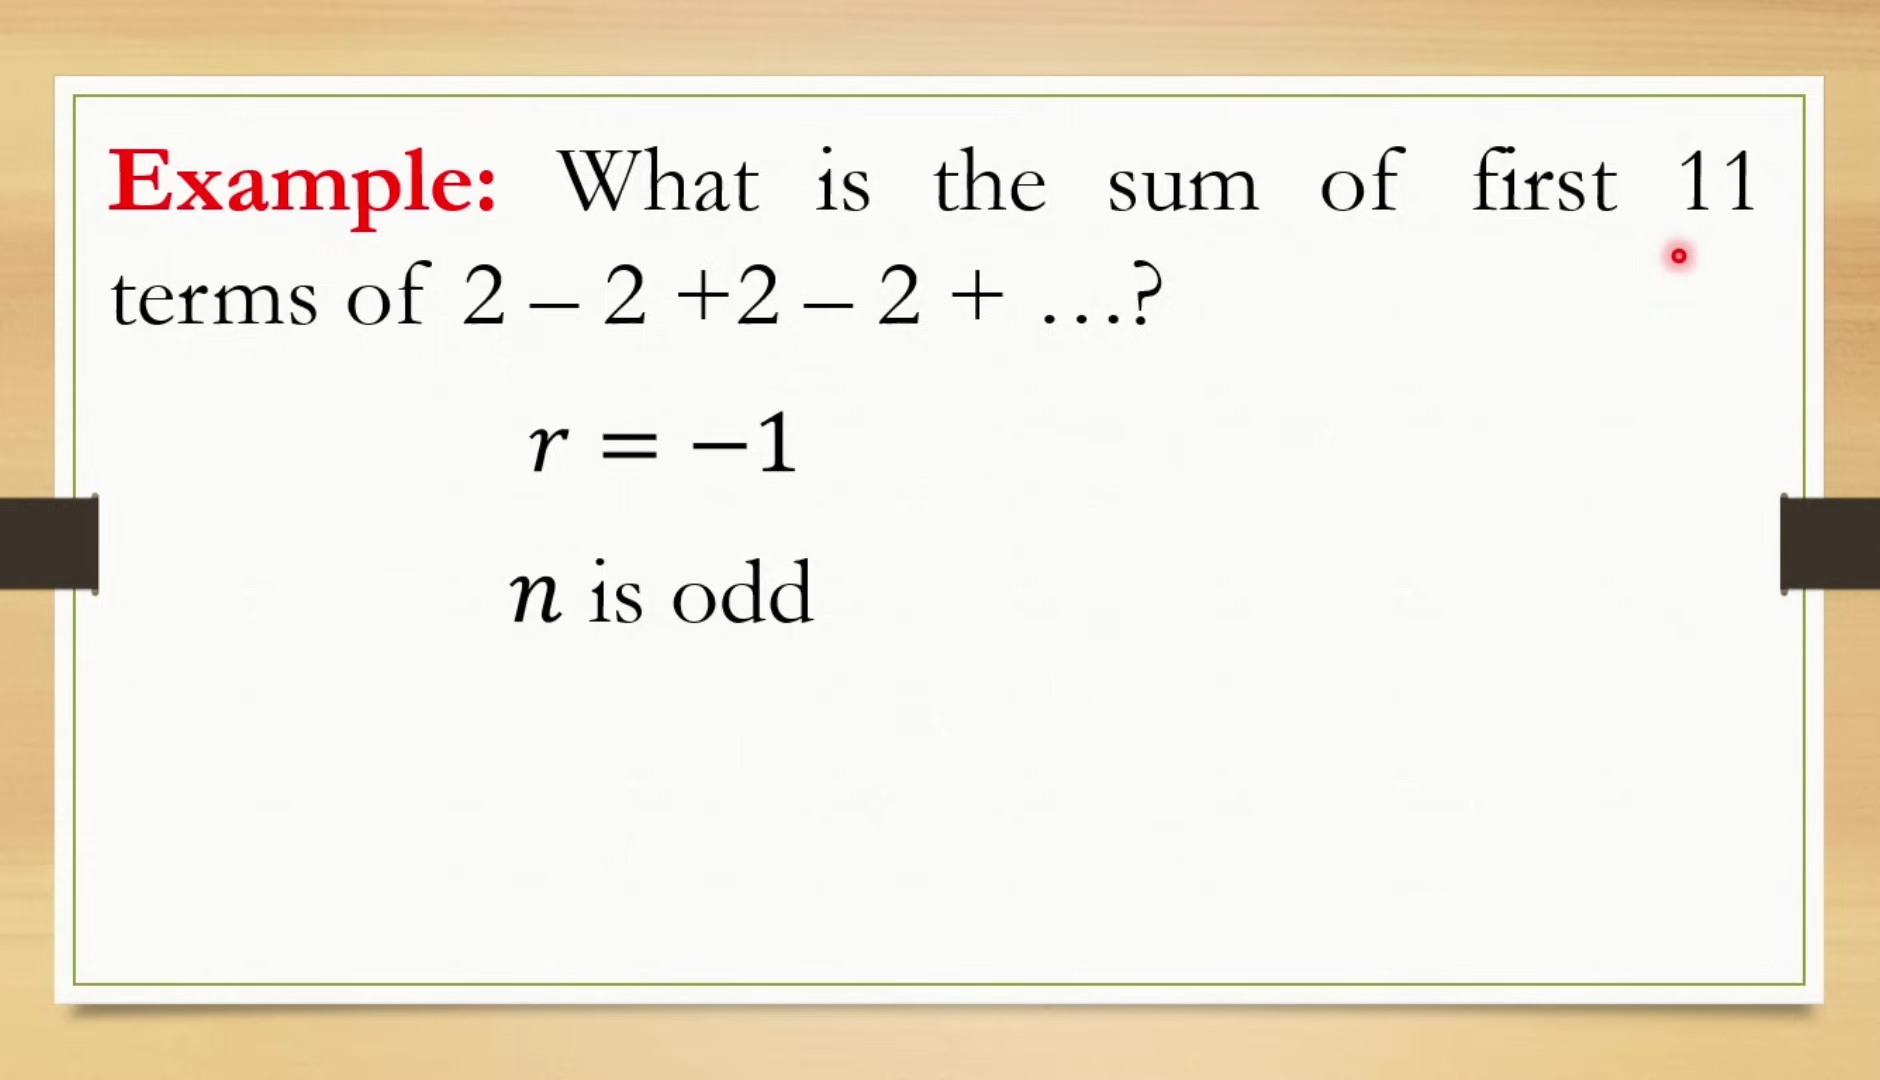 Example: What is the sum of first 11
terms of 2 – 2 +2 – 2 + …?
r = −1
n is odd